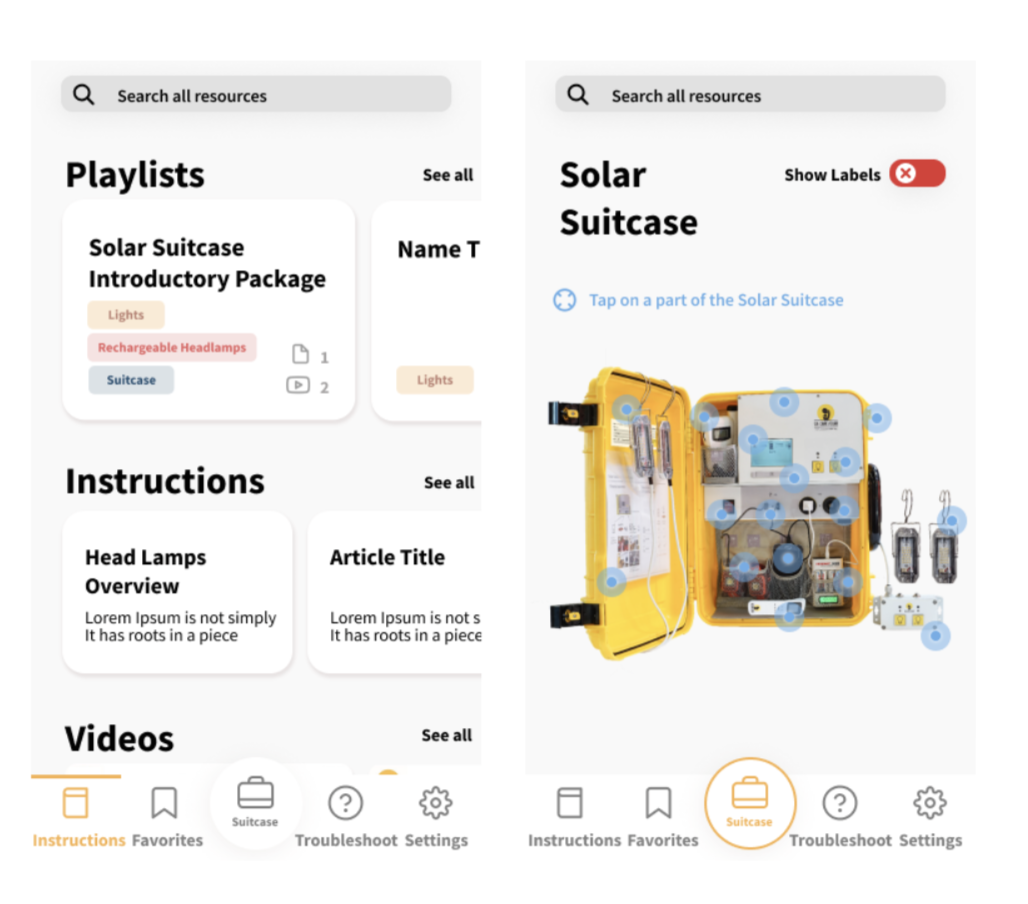 Search all resources
Playlists
See all
Solar Suitcase
Introductory Package
Lights
Rechargeable Headlamps
Suitcase
1
2
Name T
Lights
Instructions
See all
Head Lamps
Overview
Lorem Ipsum is not simply
It has roots in a piece
Article Title
Lorem Ipsum is not s
It has roots in a piece
Videos
See all
Instructions
Favorites
Suitcase
Troubleshoot
Settings
Search all resources
Solar
Suitcase
Show Labels
Tap on a part of the Solar Suitcase
Instructions
Favorites
Suitcase
Troubleshoot
Settings